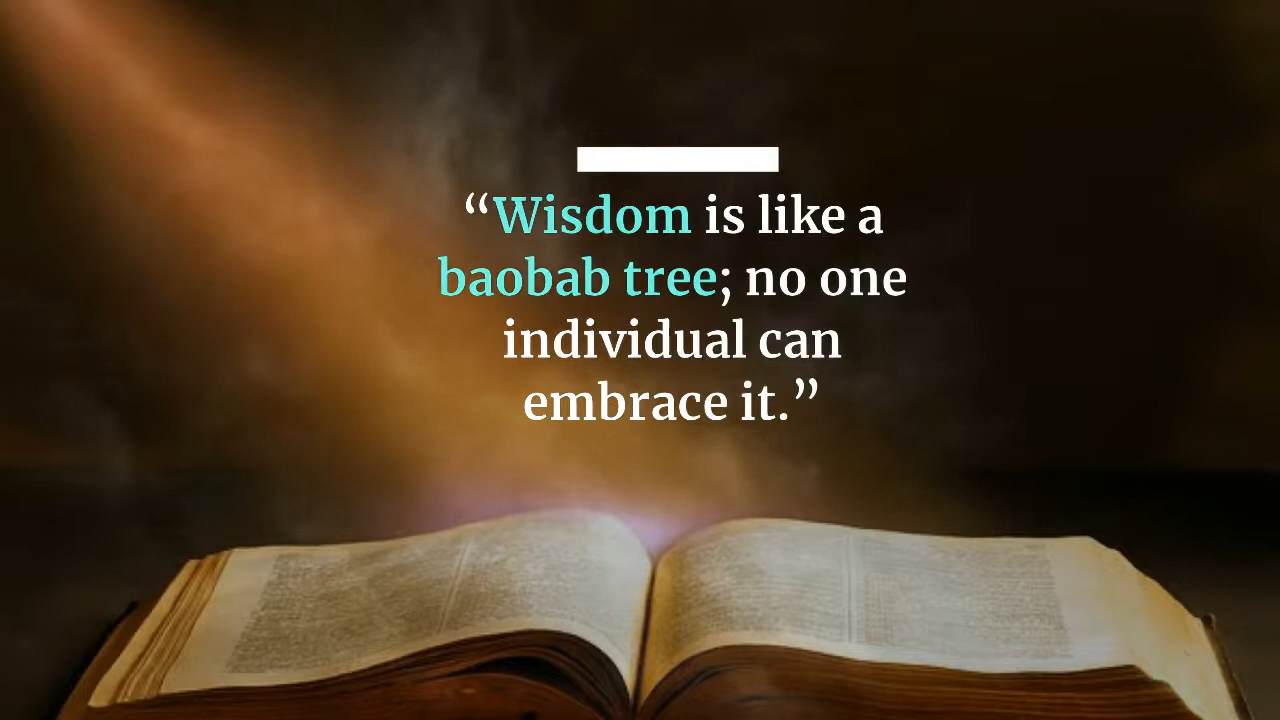 “Wisdom is like a
baobab tree; no one
individual can
embrace it.”